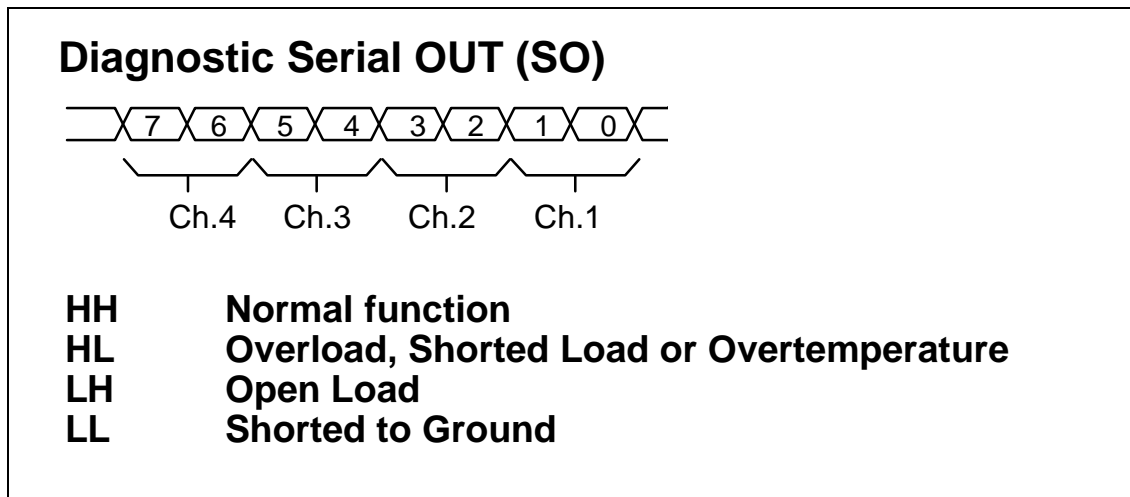 Diagnostic Serial OUT (SO)
7 6 5 4 3 2 1 0
Ch.4 Ch.3 Ch.2 Ch.1
HH Normal function
HL Overload, Shorted Load or Overtemperature
LH Open Load
LL Shorted to Ground